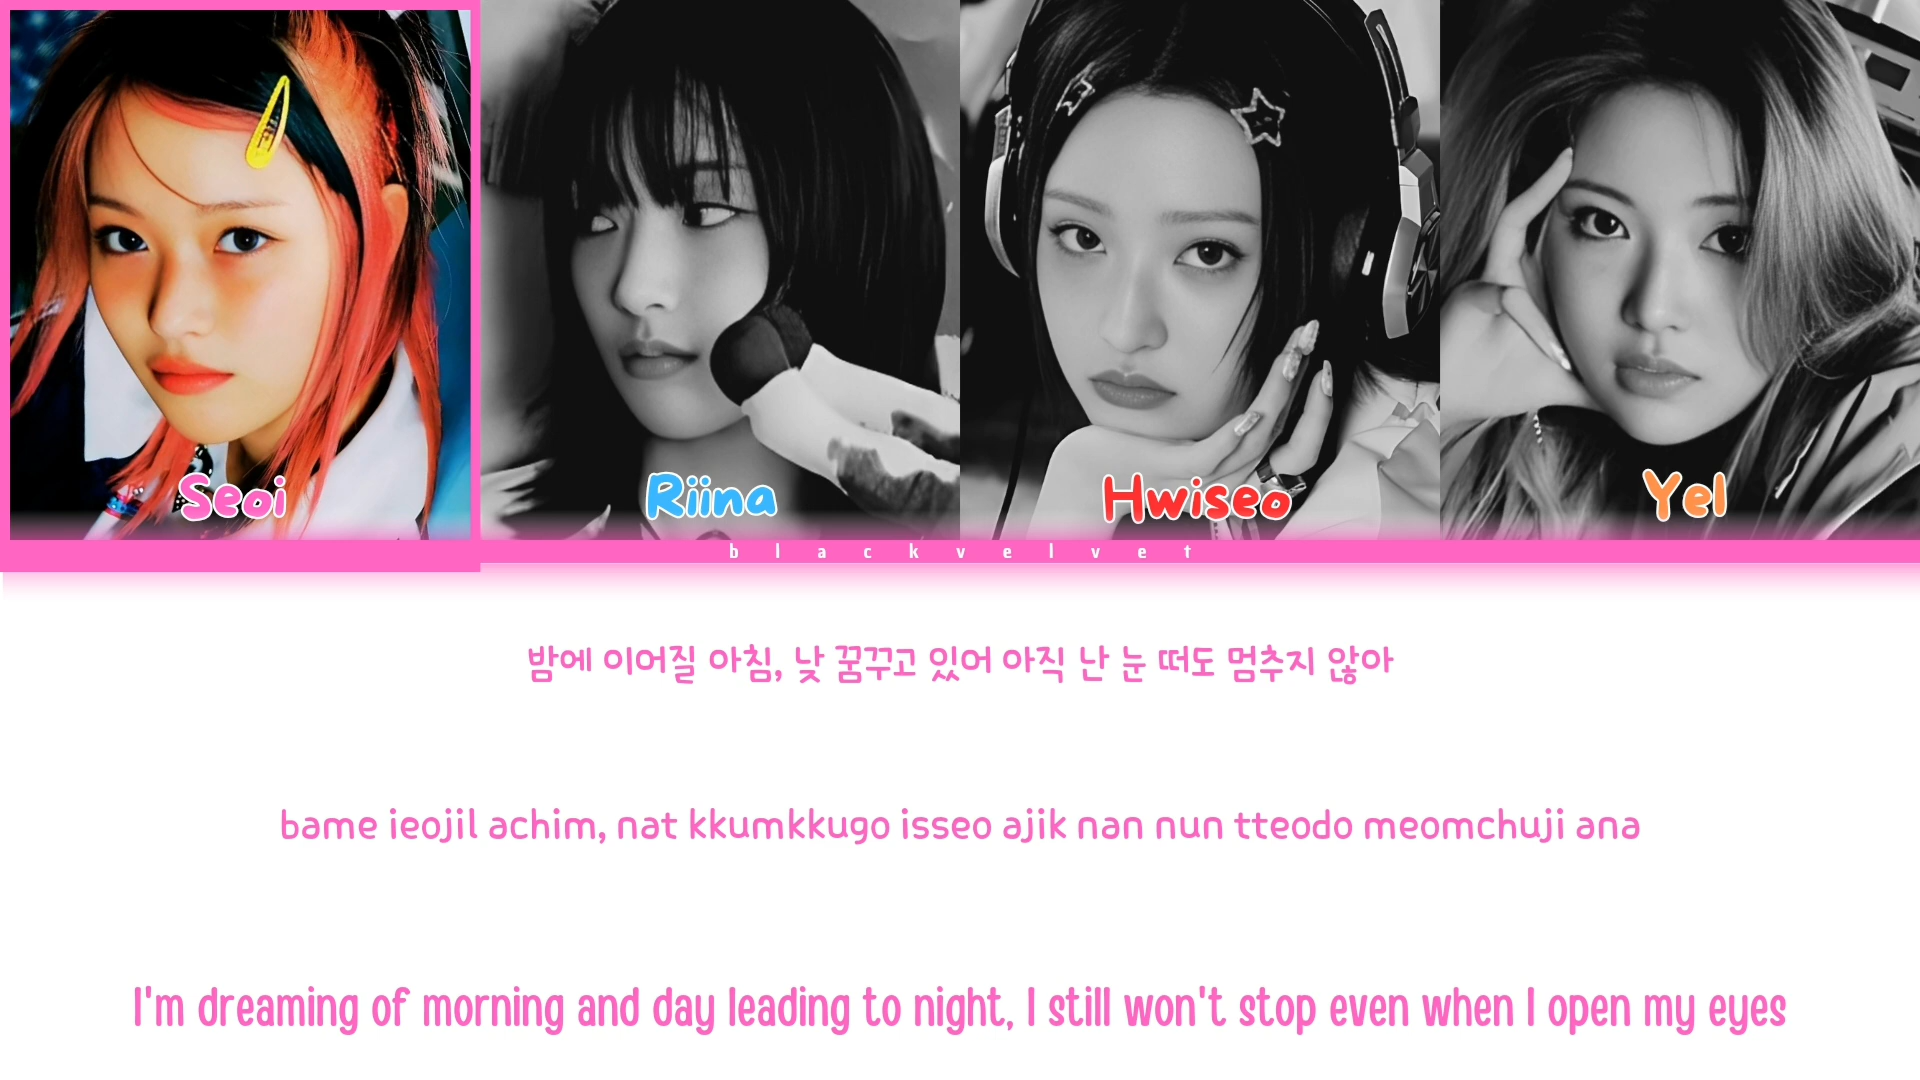 Seoi
Riina
Hwiseo
Yel
blackvelvet
밤에 이어질 아침, 낮 꿈꾸고 있어 아직 난 눈 떠도 멈추지 않아
bame ieojil achim, nat kkumkkugo isseo ajik nan nun tteodo meomchuji ana
I'm dreaming of morning and day leading to night, I still won't stop even when I open my eyes